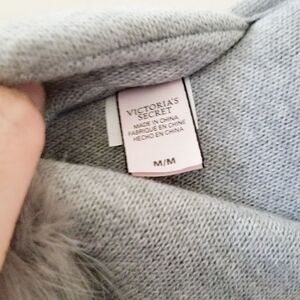 VICTORIA'S
SECRET
MADE IN CHINA
FABRIQUÉ EN CHINE
HECHO EN CHINA
M/M